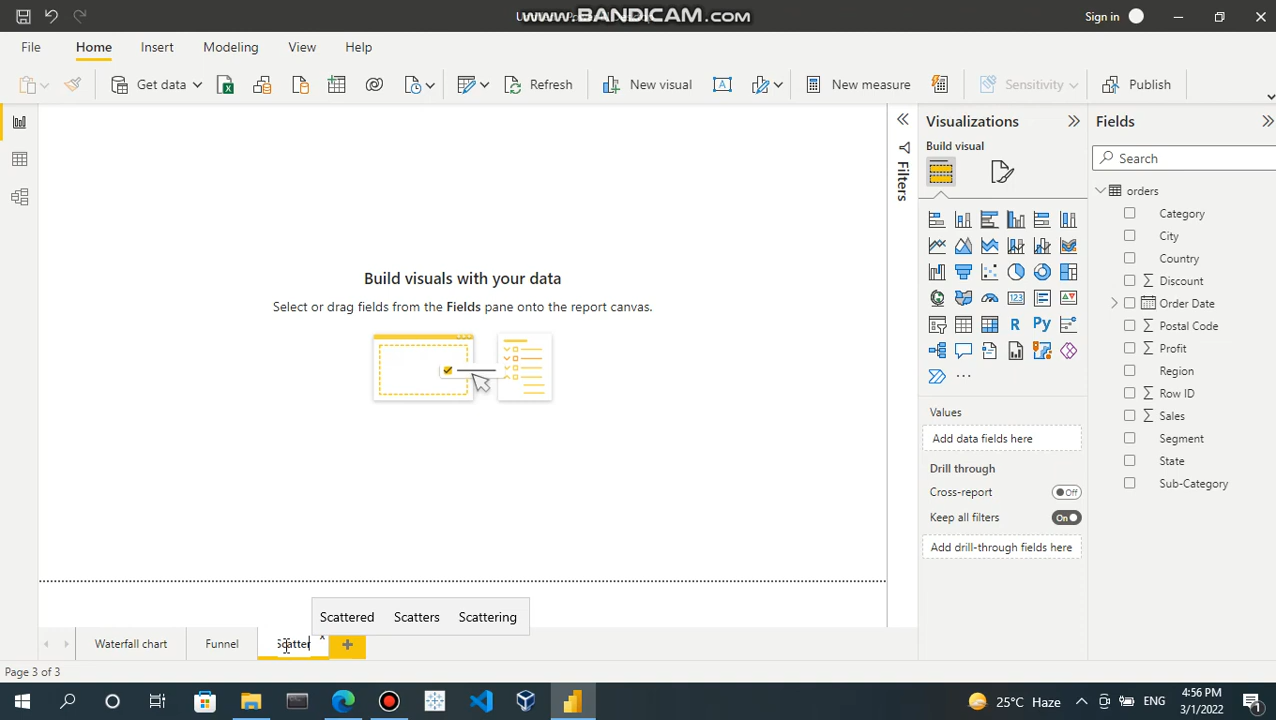 www.BANDICAM.com
Sign in
File
Home
Insert
Modeling
View
Help
Get data
Refresh
New visual
New measure
Sensitivity
Publish
Filters
Visualizations
Build visual
Values
Add data fields here
Drill through
Cross-report
Off
Keep all filters
On
Add drill-through fields here
Fields
Search
orders
Category
City
Country
Discount
Order Date
Postal Code
Profit
Region
Row ID
Sales
Segment
State
Sub-Category
Build visuals with your data
Select or drag fields from the Fields pane onto the report canvas.
Scattered Scatters Scattering
Waterfall chart
Funnel
Scatter
Page 3 of 3
25°C Haze
ENG
4:56 PM
3/1/2022